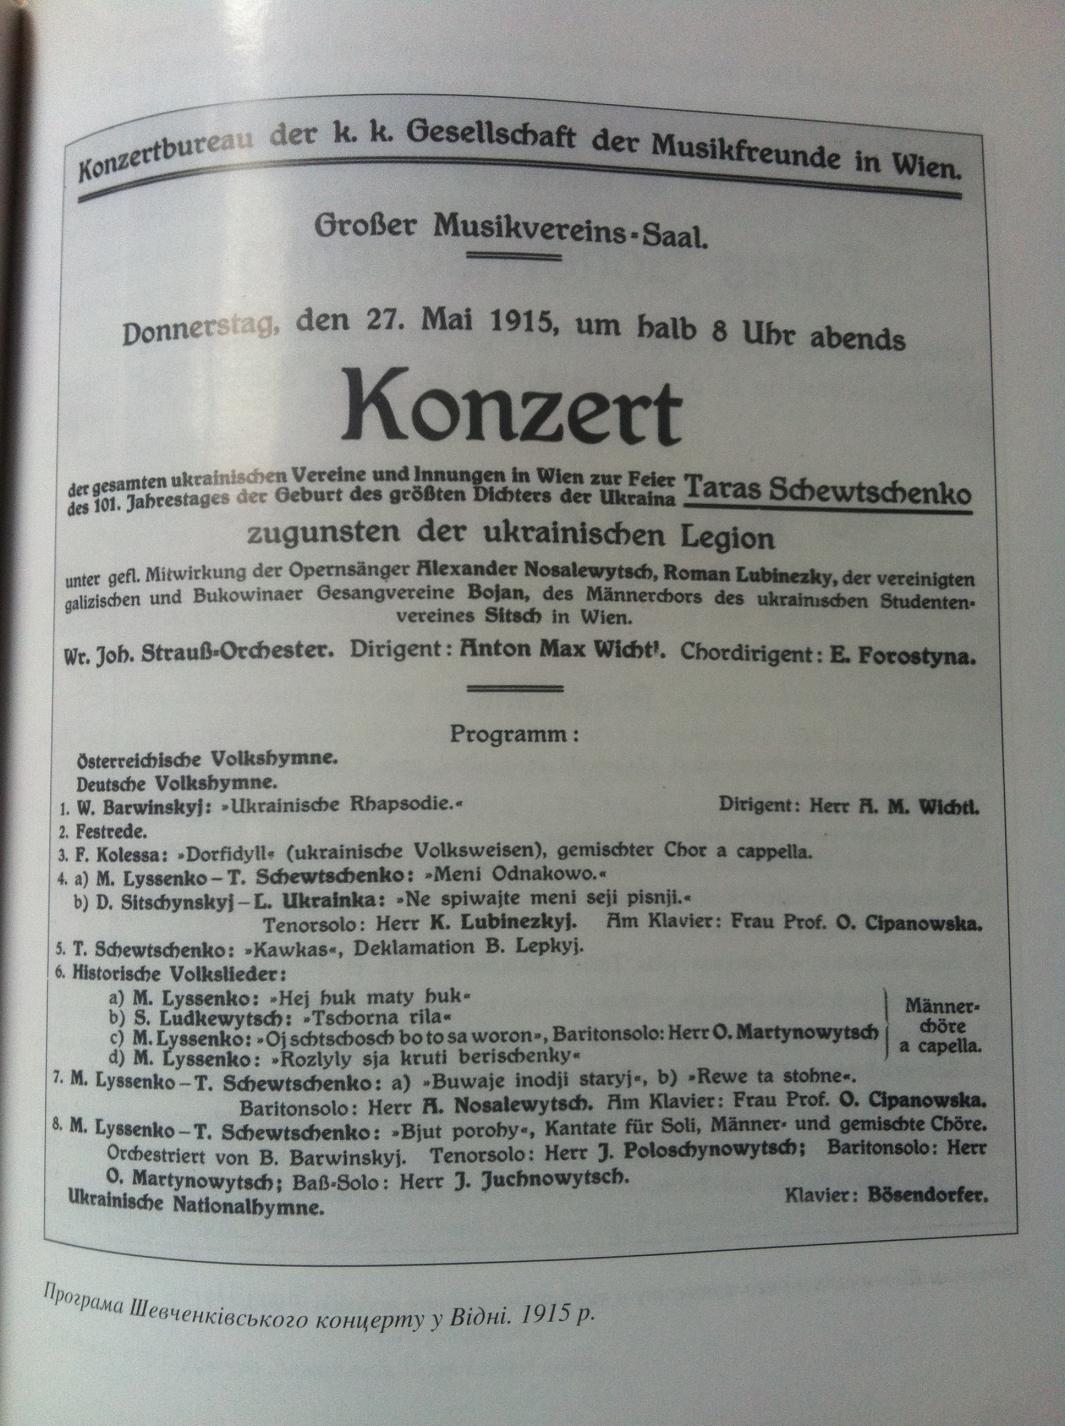 Konzertbureau der k. k. Gesellschaft der Musikfreunde in Wien.
Großer Musikvereins-Saal.
Donnerstag, den 27. Mai 1915, um halb 8 Uhr abends
Konzert
der gesamten ukrainischen Vereine und Innungen in Wien zur Feier
des 101. Jahrestages der Geburt des größten Dichters der Ukraina Taras Schewtschenko
zugunsten der ukrainischen Legion
unter gefl. Mitwirkung der Opernsänger Alexander Nosalewytsch, Roman Lubinezky, der vereinigten
galizischen und Bukowinaer Gesangvereine Bojan, des Männerchors des ukrainischen Studenten-
vereines Sitsch in Wien.
Wr. Joh. Strauß-Orchester. Dirigent: Anton Max Wichtl. Chordirigent: E. Forostyna.
Programm:
Österreichische Volkshymne.
Deutsche Volkshymne.
1. W. Barwinskyj: »Ukrainische Rhapsodie.« Dirigent: Herr A. M. Wichtl.
2. Festrede.
3. F. Kolessa: »Dorfidyll« (ukrainische Volksweisen), gemischter Chor a cappella.
4. a) M. Lyssenko – T. Schewtschenko: »Meni Odnakowo.«
b) D. Sitschynskyj – L. Ukrainka: »Ne spiwajte meni seji pisnji.«
Tenorsolo: Herr K. Lubinezkyj. Am Klavier: Frau Prof. O. Cipanowska.
5. T. Schewtschenko: »Kawkas«, Deklamation B. Lepkyj.
6. Historische Volkslieder:
a) M. Lyssenko: »Hej huk maty huk«
b) S. Ludkewytsch: »Tschorna rila«
c) M. Lyssenko: »Oj schtschosch bo to sa woron«, Baritonsolo: Herr O. Martynowytsch
d) M. Lyssenko: »Rozlyly sja kruti berischenky«
Männer-
chöre
a capella.
7. M. Lyssenko – T. Schewtschenko: a) »Buwaje inodji staryj«, b) »Rewe ta stohne«.
Baritonsolo: Herr A. Nosalewytsch. Am Klavier: Frau Prof. O. Cipanowska.
8. M. Lyssenko – T. Schewtschenko: »Bjut porohy«, Kantate für Soli, Männer- und gemischte Chöre.
Orchestriert von B. Barwinskyj. Tenorsolo: Herr J. Poloschynowytsch; Baritonsolo: Herr
O. Martynowytsch; Baß-Solo: Herr J. Juchnowytsch.
Ukrainische Nationalhymne. Klavier: Bösendorfer.
Програма Шевченківського концерту у Відні. 1915 р.